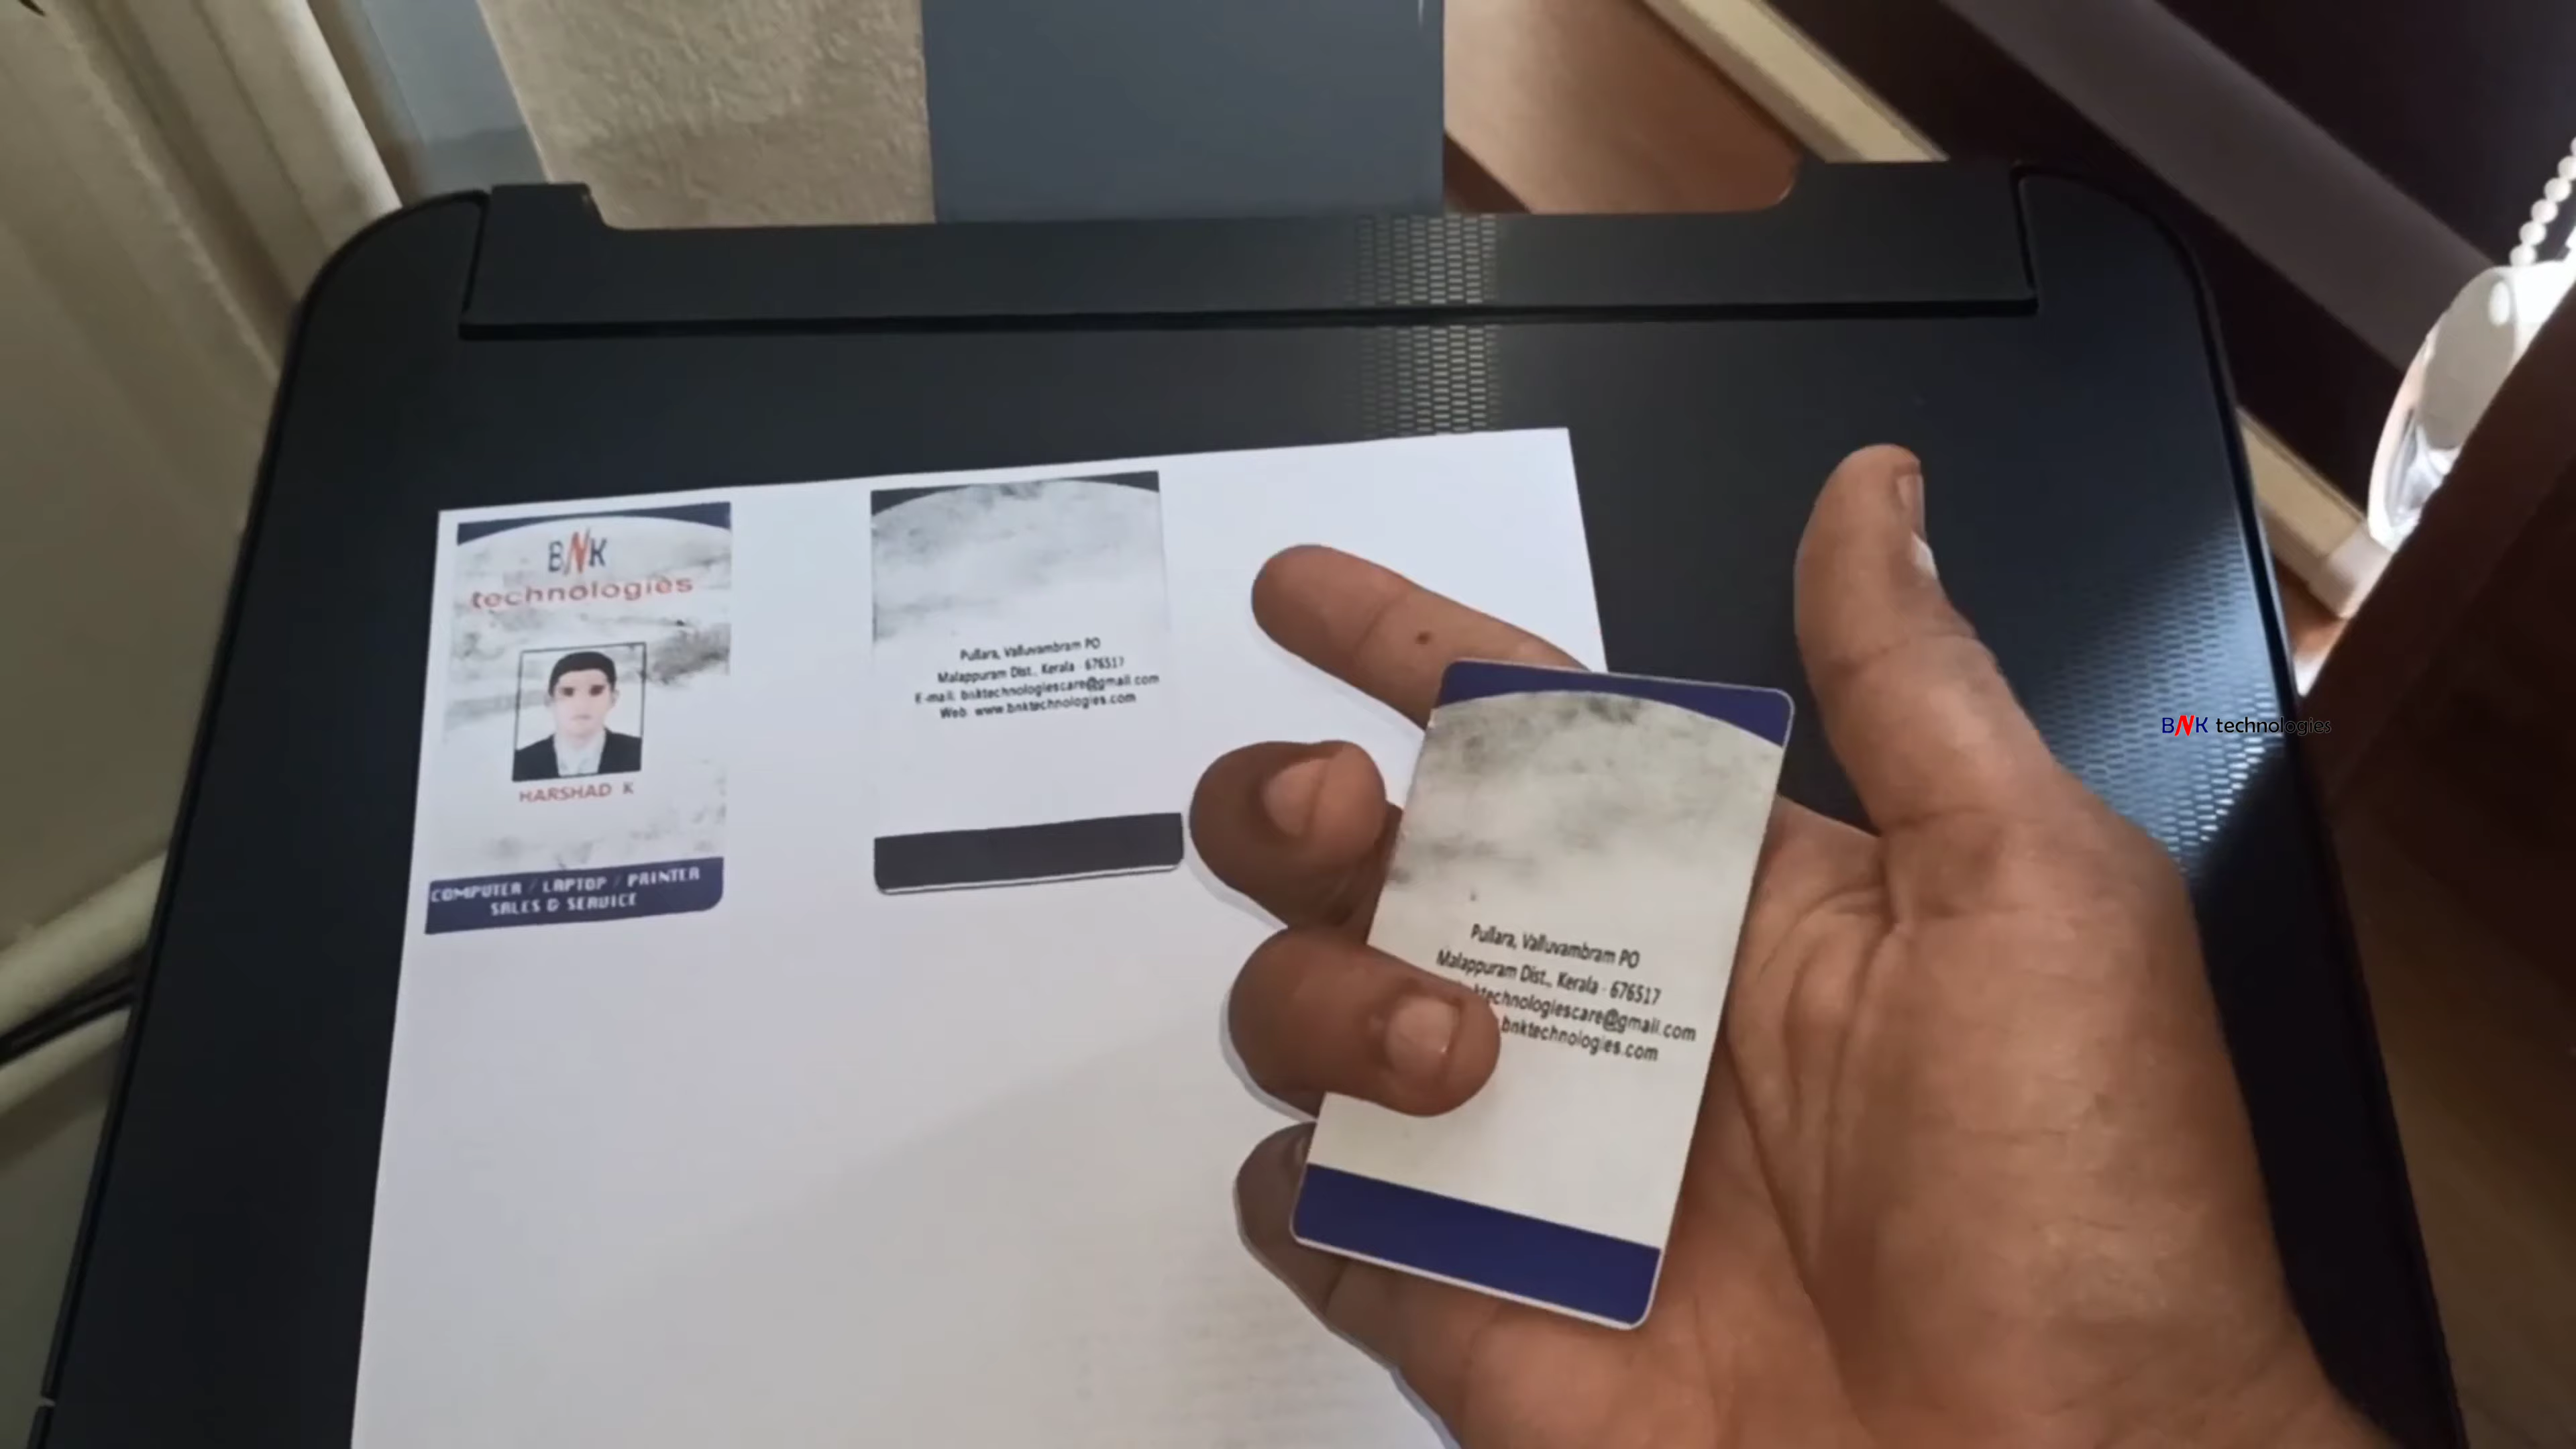 BNK
technologies
HARSHAD K
COMPUTER / LAPTOP / PRINTER
SALES & SERVICE
Pullara, Valluvambram PO
Malappuram Dist., Kerala - 676517
E-mail: bnktechnologiescare@gmail.com
Web: www.bnktechnologies.com
Pullara, Valluvambram PO
Malappuram Dist., Kerala - 676517
ktechnologiescare@gmail.com
.bnktechnologies.com
BNK technologies